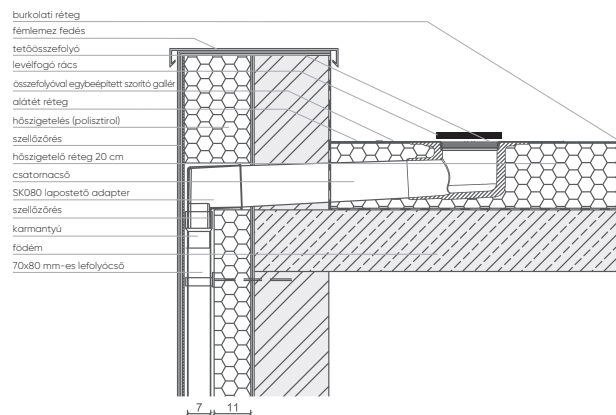 burkolati réteg
fémlemez fedés
tetőösszefolyó
levélfogó rács
összefolyóval egybeépített szorító gallér
alátét réteg
hőszigetelés (polisztirol)
szellőzőrés
hőszigetelő réteg 20 cm
csatornacső
SK080 lapostető adapter
szellőzőrés
karmantyú
födém
70x80 mm-es lefolyócső
7 11